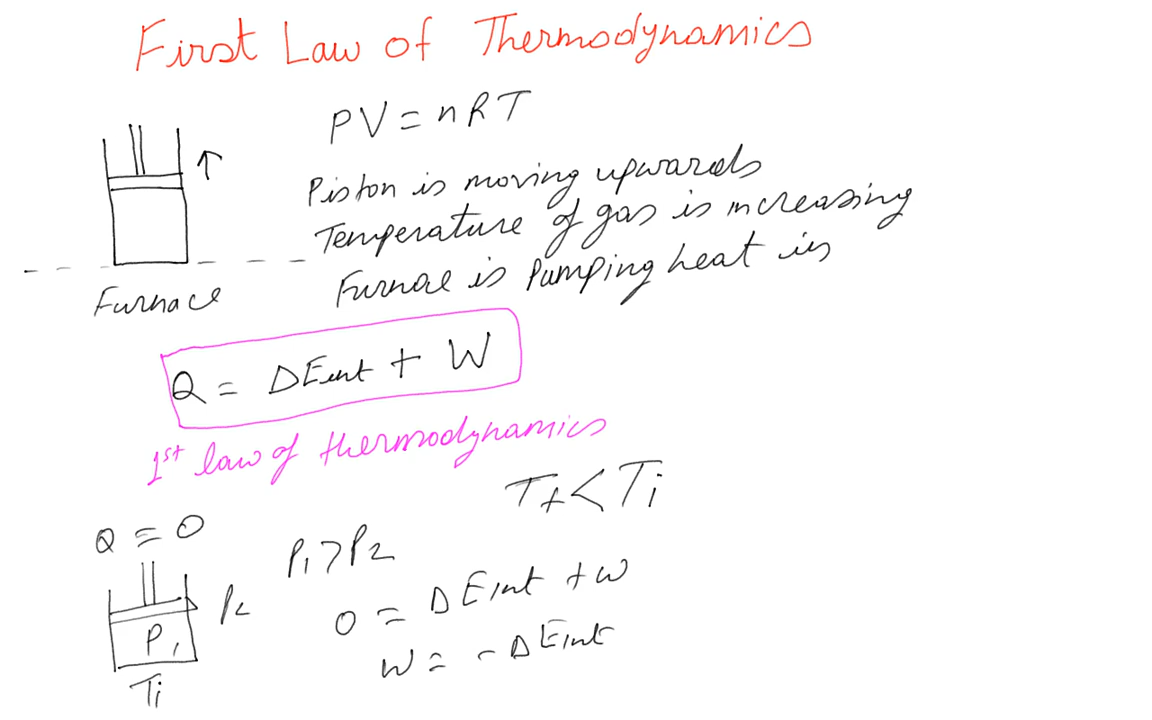 First Law of Thermodynamics
PV = nRT
Piston is moving upwards
Temperature of gas is increasing
Furnace is Pumping heat in
Furnace
Q = ΔEint + W
1st law of thermodynamics
Tf < Ti
Q = 0
P1 > P2
P2
0 = ΔEint + W
P1
W = -ΔEint
Ti